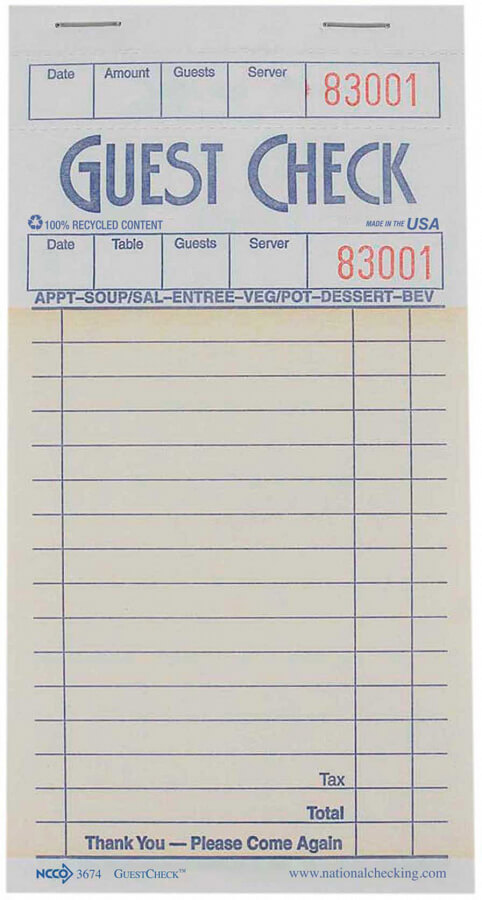 Date Amount Guests Server 83001
GUEST CHECK
100% RECYCLED CONTENT MADE IN THE USA
Date Table Guests Server 83001
APPT–SOUP/SAL–ENTREE–VEG/POT–DESSERT–BEV
Tax
Total
Thank You — Please Come Again
NCCO 3674 GUESTCHECK™ www.nationalchecking.com